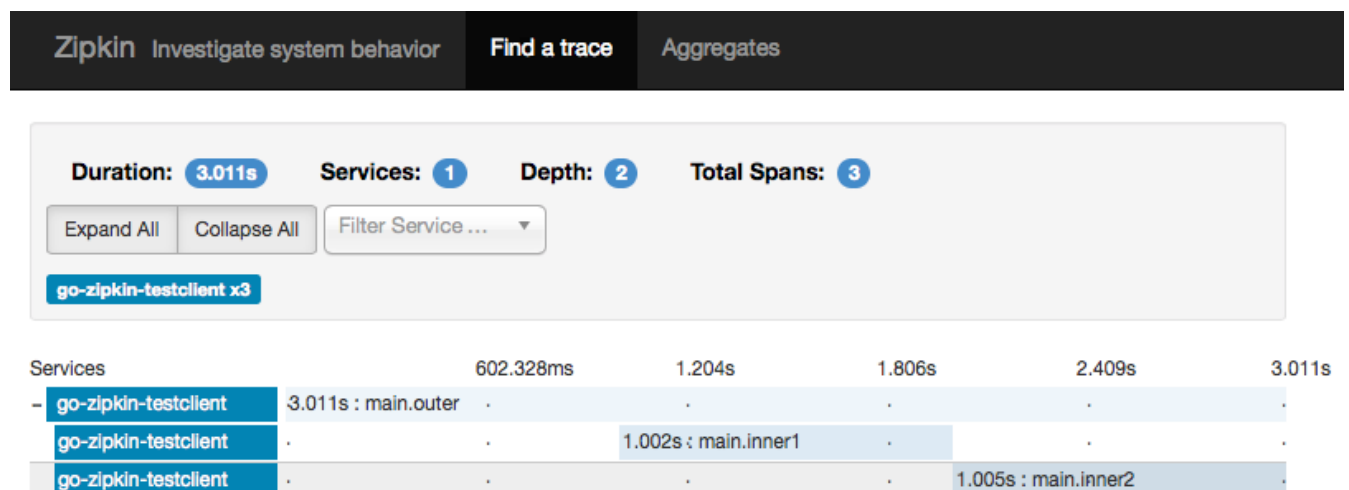 Zipkin Investigate system behavior Find a trace Aggregates
Duration: 3.011s Services: 1 Depth: 2 Total Spans: 3
Expand All Collapse All Filter Service ...
go-zipkin-testclient x3
Services 602.328ms 1.204s 1.806s 2.409s 3.011s
- go-zipkin-testclient 3.011s : main.outer
go-zipkin-testclient 1.002s : main.inner1
go-zipkin-testclient 1.005s : main.inner2